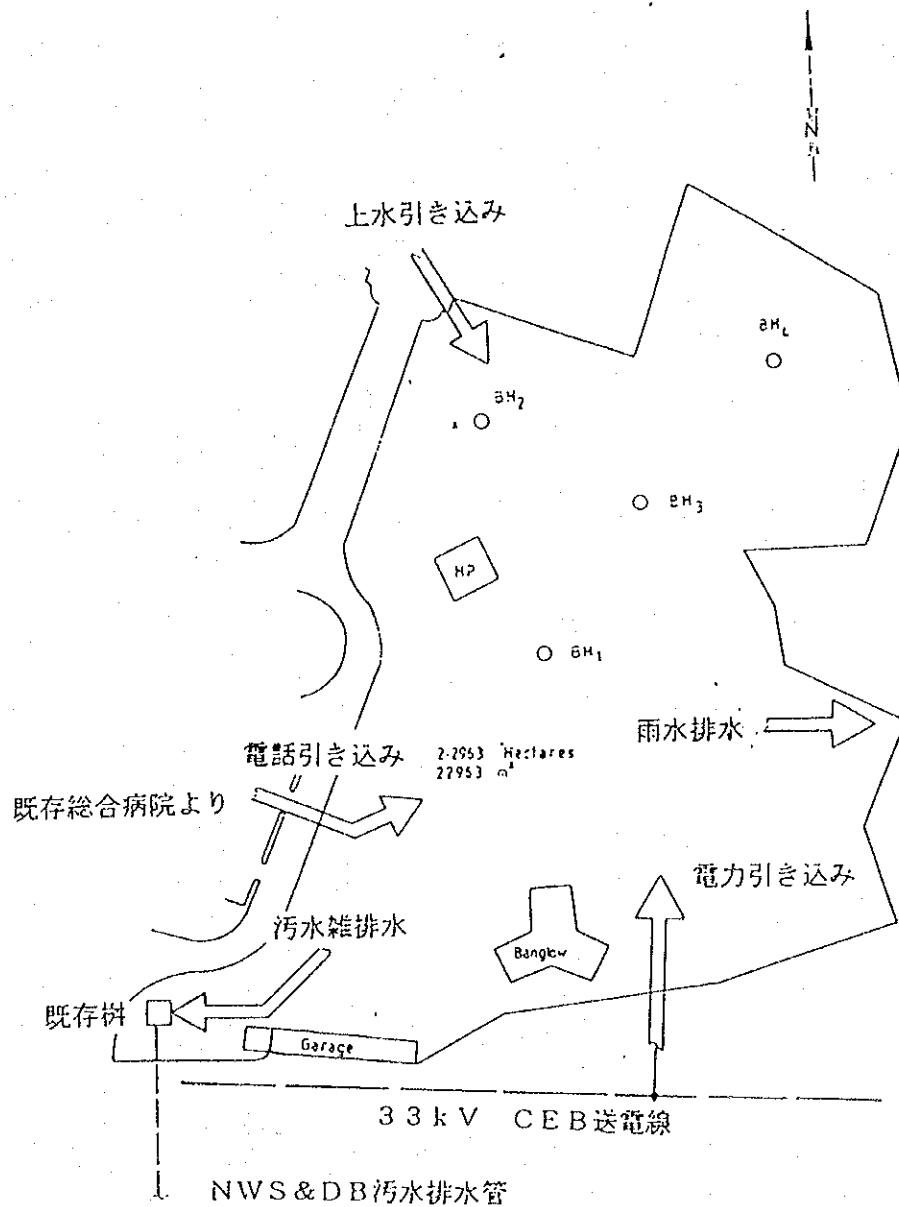 N
上水引き込み
BH4
BH2
BH3
HP
BH1
雨水排水
電話引き込み
2.2953 Hectares
22953 m²
既存総合病院より
電力引き込み
汚水雑排水
Banglow
既存桝
Garage
33kV CEB送電線
NWS&DB汚水排水管